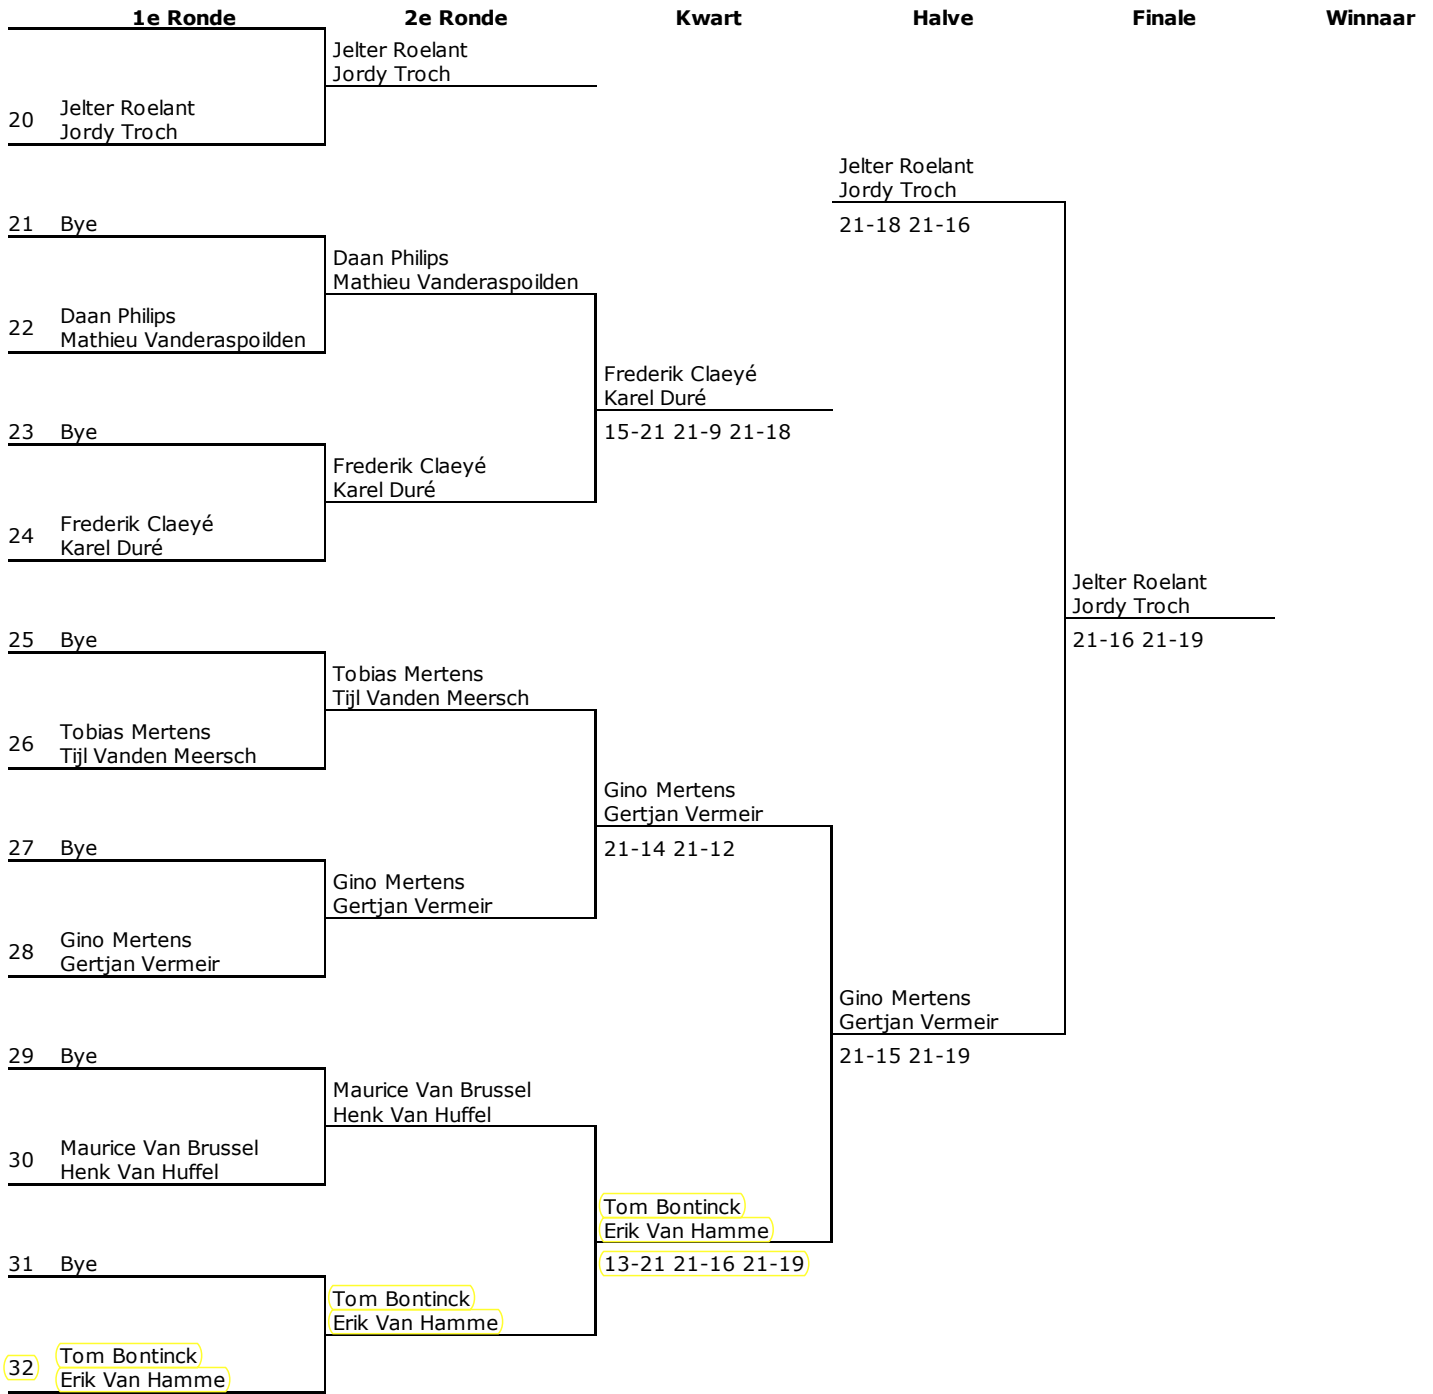 1e Ronde 2e Ronde Kwart Halve Finale Winnaar
Jelter Roelant
Jordy Troch
20 Jelter Roelant
Jordy Troch
Jelter Roelant
Jordy Troch
21 Bye
21-18 21-16
Daan Philips
Mathieu Vanderaspoilden
22 Daan Philips
Mathieu Vanderaspoilden
Frederik Claeyé
Karel Duré
23 Bye
15-21 21-9 21-18
Frederik Claeyé
Karel Duré
24 Frederik Claeyé
Karel Duré
Jelter Roelant
Jordy Troch
25 Bye
21-16 21-19
Tobias Mertens
Tijl Vanden Meersch
26 Tobias Mertens
Tijl Vanden Meersch
Gino Mertens
Gertjan Vermeir
27 Bye
21-14 21-12
Gino Mertens
Gertjan Vermeir
28 Gino Mertens
Gertjan Vermeir
Gino Mertens
Gertjan Vermeir
29 Bye
21-15 21-19
Maurice Van Brussel
Henk Van Huffel
30 Maurice Van Brussel
Henk Van Huffel
Tom Bontinck
Erik Van Hamme
31 Bye
13-21 21-16 21-19
Tom Bontinck
Erik Van Hamme
32 Tom Bontinck
Erik Van Hamme